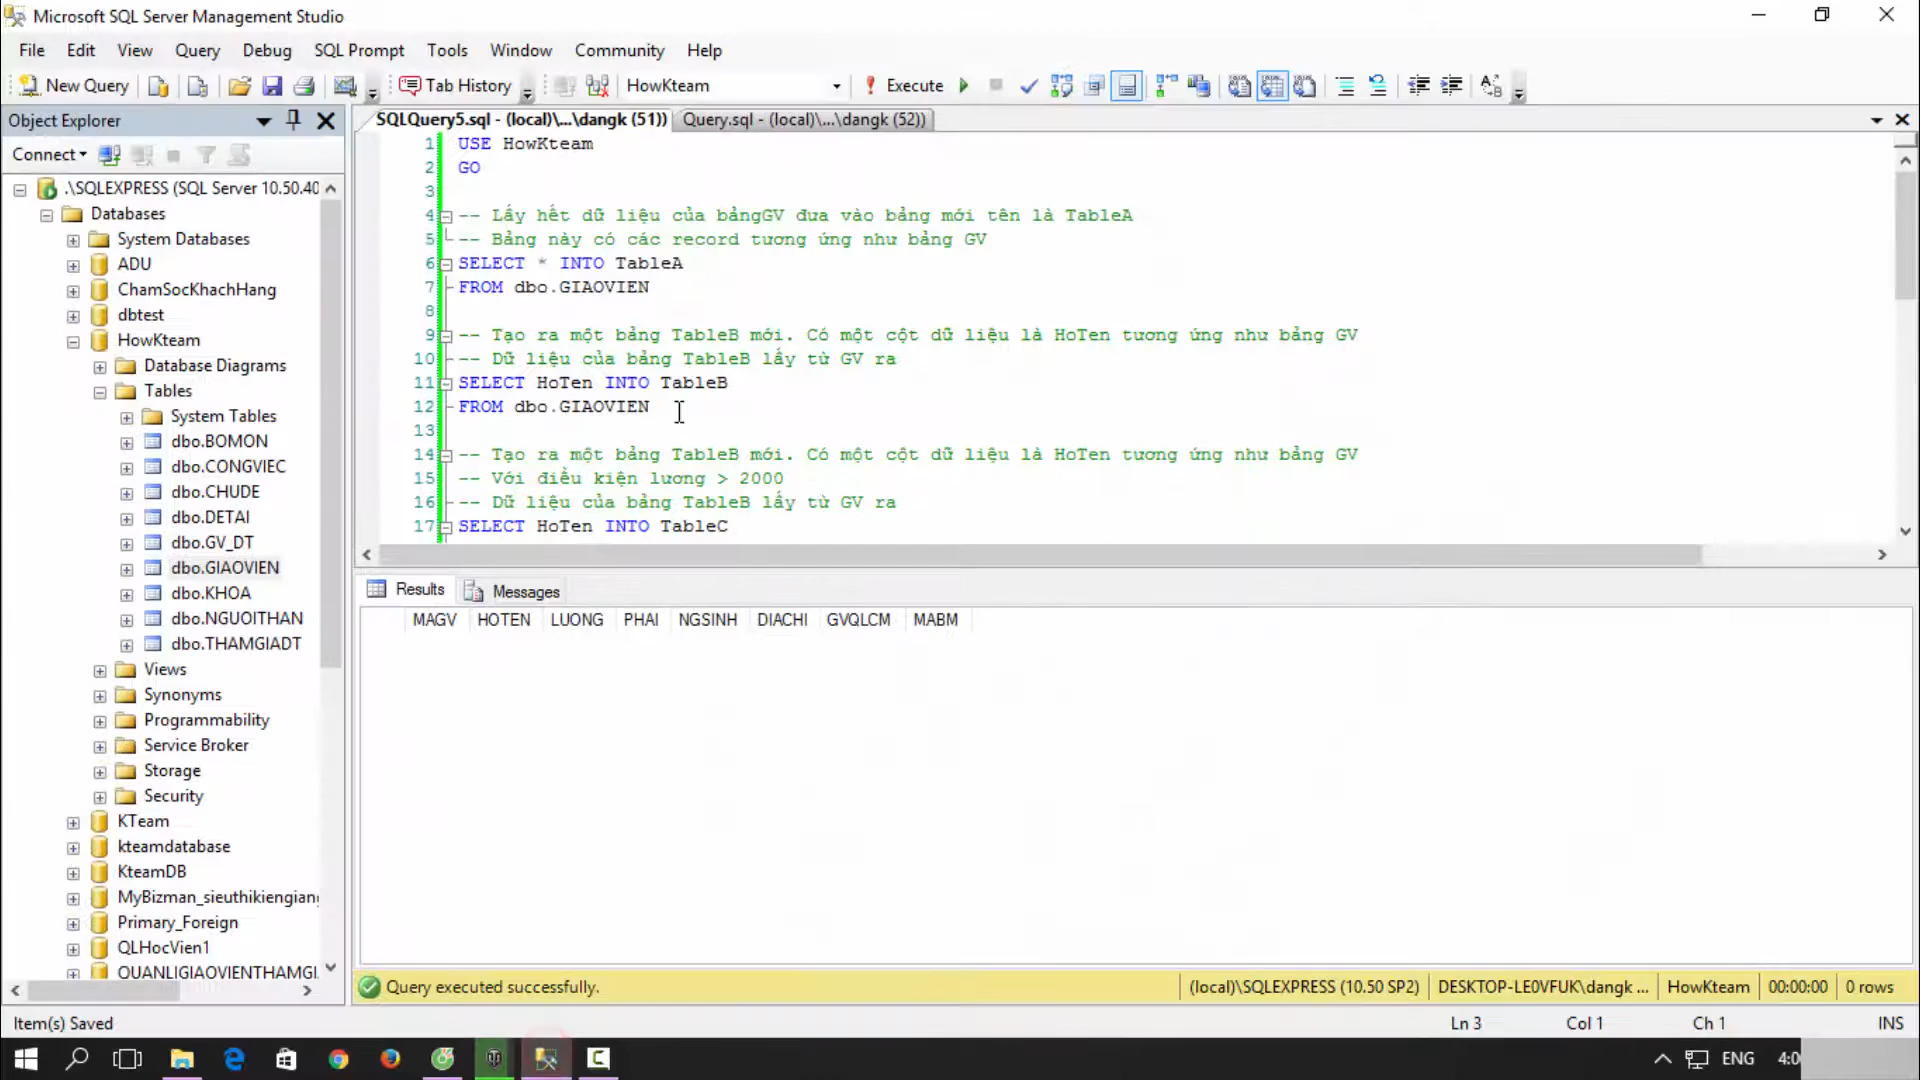 Microsoft SQL Server Management Studio
File Edit View Query Debug SQL Prompt Tools Window Community Help
New Query Tab History HowKteam Execute
Object Explorer
SQLQuery5.sql - (local)\...\dangk (51)) Query.sql - (local)\...\dangk (52))
Connect
.\SQLEXPRESS (SQL Server 10.50.40
Databases
System Databases
ADU
ChamSocKhachHang
dbtest
HowKteam
Database Diagrams
Tables
System Tables
dbo.BOMON
dbo.CONGVIEC
dbo.CHUDE
dbo.DETAI
dbo.GV_DT
dbo.GIAOVIEN
dbo.KHOA
dbo.NGUOITHAN
dbo.THAMGIADT
Views
Synonyms
Programmability
Service Broker
Storage
Security
KTeam
kteamdatabase
KteamDB
MyBizman_sieuthikiengiang
Primary_Foreign
QLHocVien1
QUANLIGIAOVIENTHAMGI
1 USE HowKteam
2 GO
3
4 -- Lấy hết dữ liệu của bảngGV đưa vào bảng mới tên là TableA
5 -- Bảng này có các record tương ứng như bảng GV
6 SELECT * INTO TableA
7 FROM dbo.GIAOVIEN
8
9 -- Tạo ra một bảng TableB mới. Có một cột dữ liệu là HoTen tương ứng như bảng GV
10 -- Dữ liệu của bảng TableB lấy từ GV ra
11 SELECT HoTen INTO TableB
12 FROM dbo.GIAOVIEN
13
14 -- Tạo ra một bảng TableB mới. Có một cột dữ liệu là HoTen tương ứng như bảng GV
15 -- Với điều kiện lương > 2000
16 -- Dữ liệu của bảng TableB lấy từ GV ra
17 SELECT HoTen INTO TableC
Results Messages
MAGV HOTEN LUONG PHAI NGSINH DIACHI GVQLCM MABM
Query executed successfully. (local)\SQLEXPRESS (10.50 SP2) DESKTOP-LE0VFUK\dangk ... HowKteam 00:00:00 0 rows
Item(s) Saved Ln 3 Col 1 Ch 1 INS
ENG